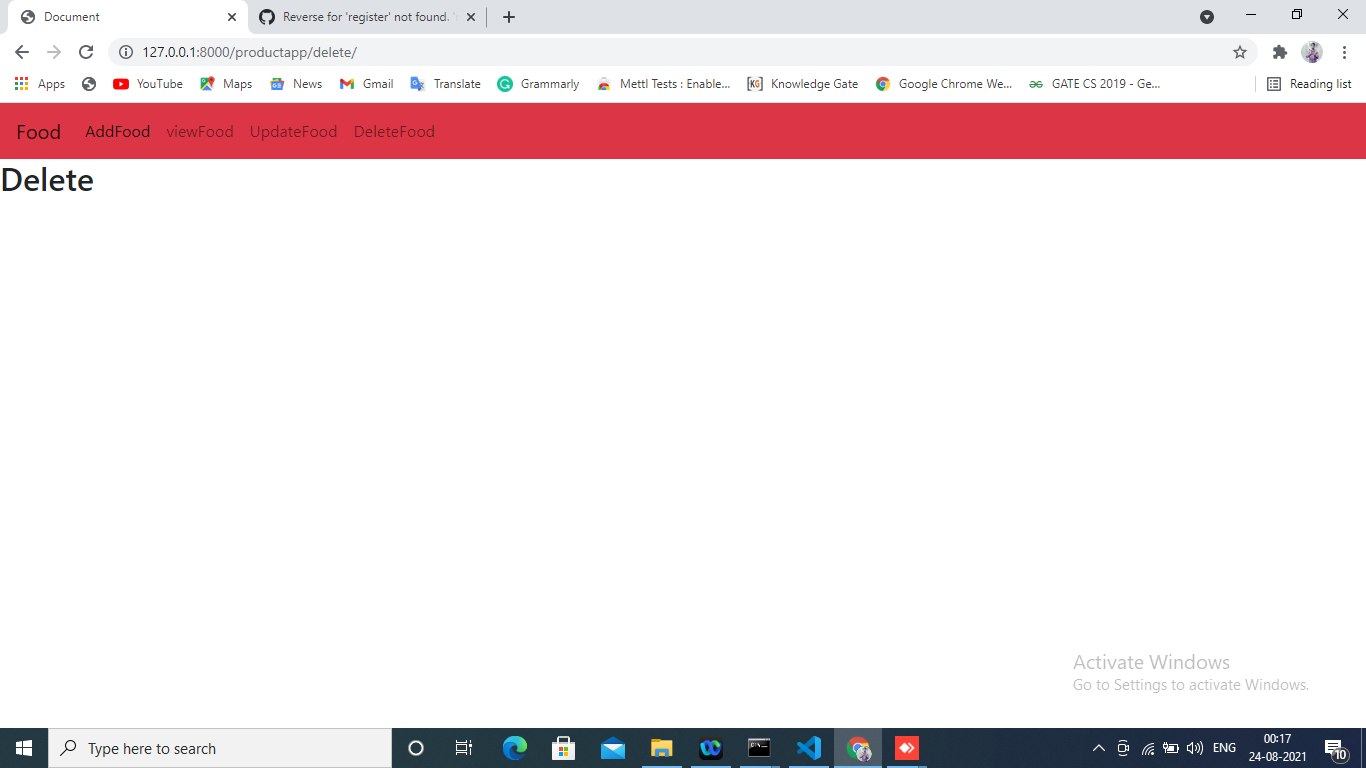 Document
Reverse for 'register' not found. '
127.0.0.1:8000/productapp/delete/
Apps YouTube Maps News Gmail Translate Grammarly Mettl Tests : Enable... Knowledge Gate Google Chrome We... GATE CS 2019 - Ge... Reading list
Food AddFood viewFood UpdateFood DeleteFood
Delete
Activate Windows
Go to Settings to activate Windows.
Type here to search
ENG
00:17
24-08-2021
10